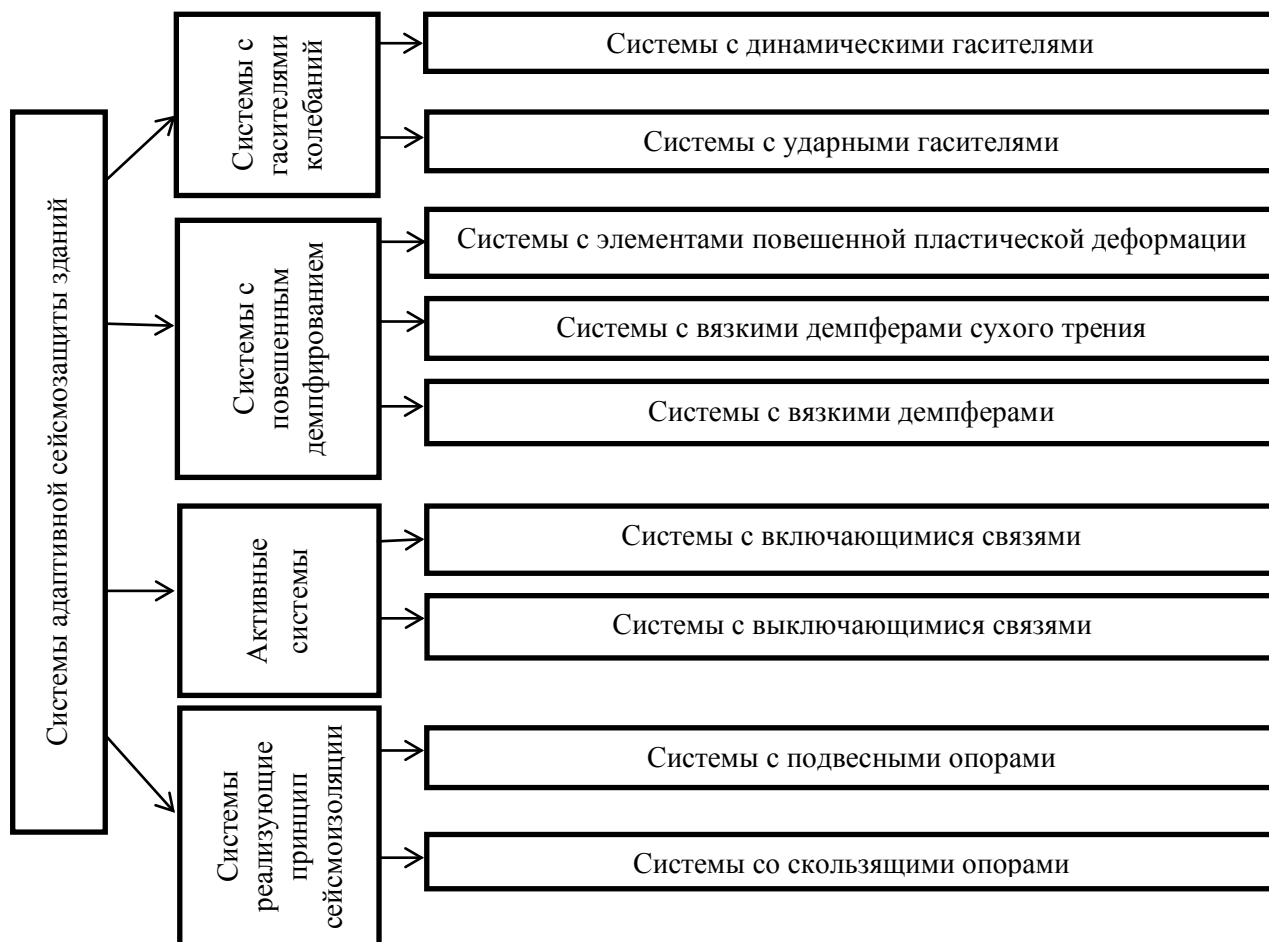 Системы адаптивной сейсмозащиты зданий
Системы с
гасителями
колебаний
Системы с динамическими гасителями
Системы с ударными гасителями
Системы с
повешенным
демпфированием
Системы с элементами повешенной пластической деформации
Системы с вязкими демпферами сухого трения
Системы с вязкими демпферами
Активные
системы
Системы с включающимися связями
Системы с выключающимися связями
Системы
реализующие
принцип
сейсмоизоляции
Системы с подвесными опорами
Системы со скользящими опорами